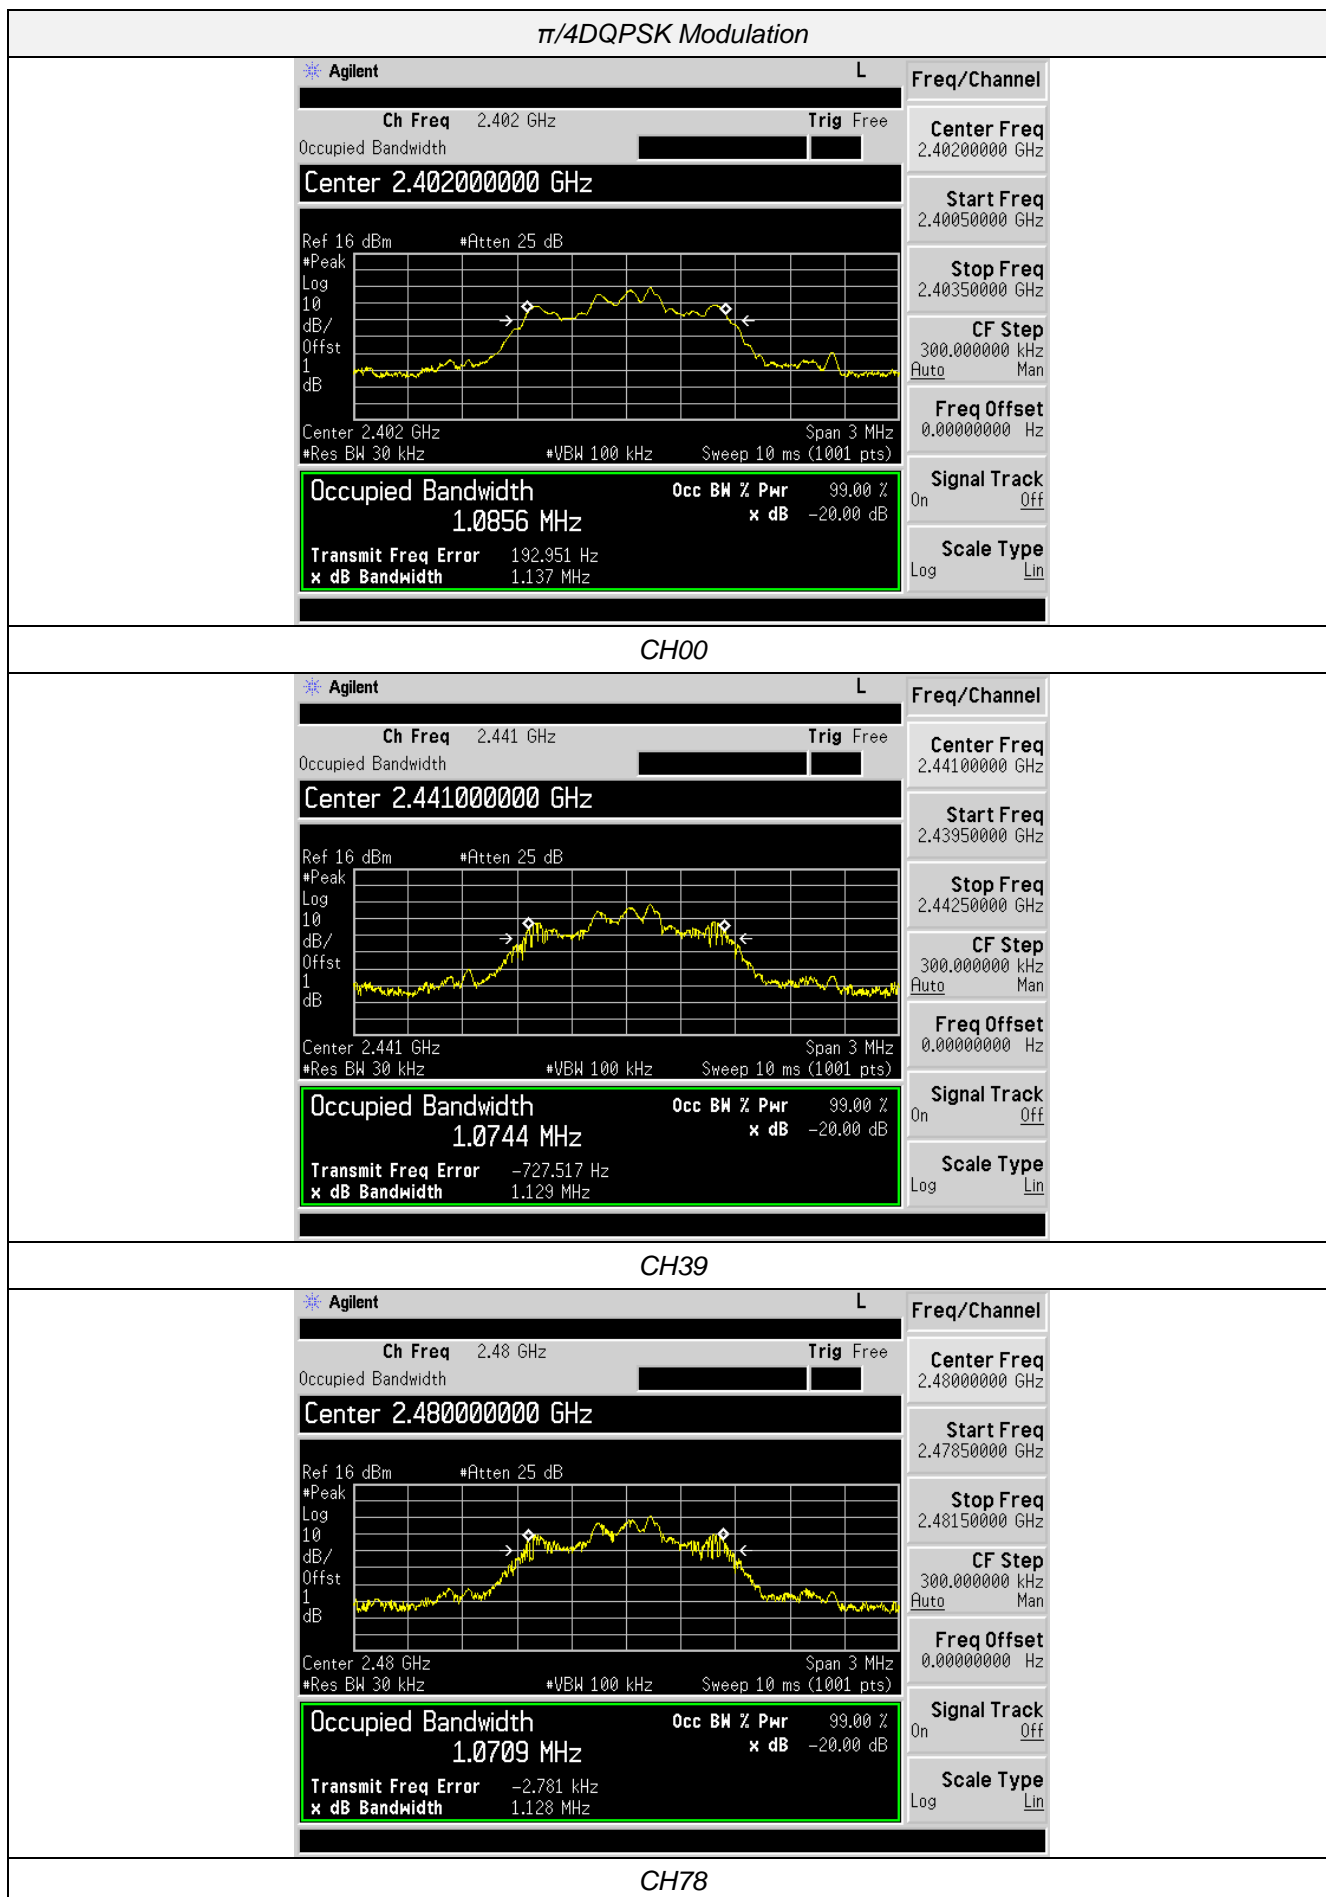 π/4DQPSK Modulation
Agilent L Freq/Channel
Ch Freq 2.402 GHz Trig Free
Occupied Bandwidth
Center 2.402000000 GHz
Ref 16 dBm #Atten 25 dB
#Peak
Log
10
dB/
Offst
1
dB
Center 2.402 GHz Span 3 MHz
#Res BW 30 kHz #VBW 100 kHz Sweep 10 ms (1001 pts)
Occupied Bandwidth Occ BW % Pwr 99.00 %
1.0856 MHz x dB -20.00 dB
Transmit Freq Error 192.951 Hz
x dB Bandwidth 1.137 MHz
Center Freq
2.40200000 GHz
Start Freq
2.40050000 GHz
Stop Freq
2.40350000 GHz
CF Step
300.000000 kHz
Auto Man
Freq Offset
0.00000000 Hz
Signal Track
On Off
Scale Type
Log Lin
CH00
Agilent L Freq/Channel
Ch Freq 2.441 GHz Trig Free
Occupied Bandwidth
Center 2.441000000 GHz
Ref 16 dBm #Atten 25 dB
#Peak
Log
10
dB/
Offst
1
dB
Center 2.441 GHz Span 3 MHz
#Res BW 30 kHz #VBW 100 kHz Sweep 10 ms (1001 pts)
Occupied Bandwidth Occ BW % Pwr 99.00 %
1.0744 MHz x dB -20.00 dB
Transmit Freq Error -727.517 Hz
x dB Bandwidth 1.129 MHz
Center Freq
2.44100000 GHz
Start Freq
2.43950000 GHz
Stop Freq
2.44250000 GHz
CF Step
300.000000 kHz
Auto Man
Freq Offset
0.00000000 Hz
Signal Track
On Off
Scale Type
Log Lin
CH39
Agilent L Freq/Channel
Ch Freq 2.48 GHz Trig Free
Occupied Bandwidth
Center 2.480000000 GHz
Ref 16 dBm #Atten 25 dB
#Peak
Log
10
dB/
Offst
1
dB
Center 2.48 GHz Span 3 MHz
#Res BW 30 kHz #VBW 100 kHz Sweep 10 ms (1001 pts)
Occupied Bandwidth Occ BW % Pwr 99.00 %
1.0709 MHz x dB -20.00 dB
Transmit Freq Error -2.781 kHz
x dB Bandwidth 1.128 MHz
Center Freq
2.48000000 GHz
Start Freq
2.47850000 GHz
Stop Freq
2.48150000 GHz
CF Step
300.000000 kHz
Auto Man
Freq Offset
0.00000000 Hz
Signal Track
On Off
Scale Type
Log Lin
CH78